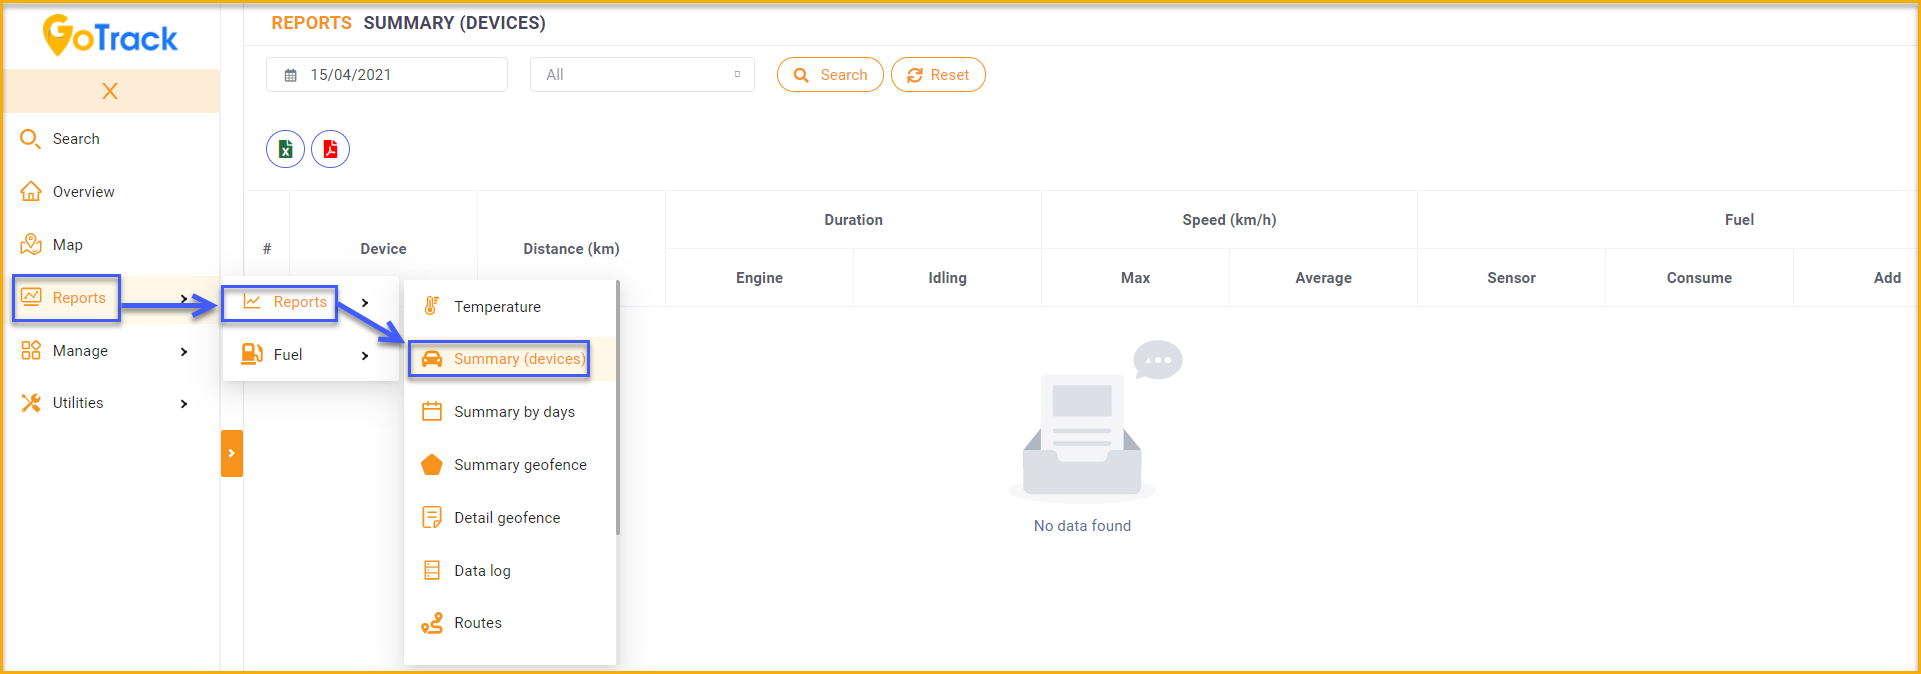 GoTrack
REPORTS SUMMARY (DEVICES)
15/04/2021
All
Search
Reset
X
Search
Overview
Map
Reports
Manage
Utilities
Reports
Fuel
Temperature
Summary (devices)
Summary by days
Summary geofence
Detail geofence
Data log
Routes
# Device Distance (km) Duration Speed (km/h) Fuel
Engine Idling Max Average Sensor Consume Add
No data found